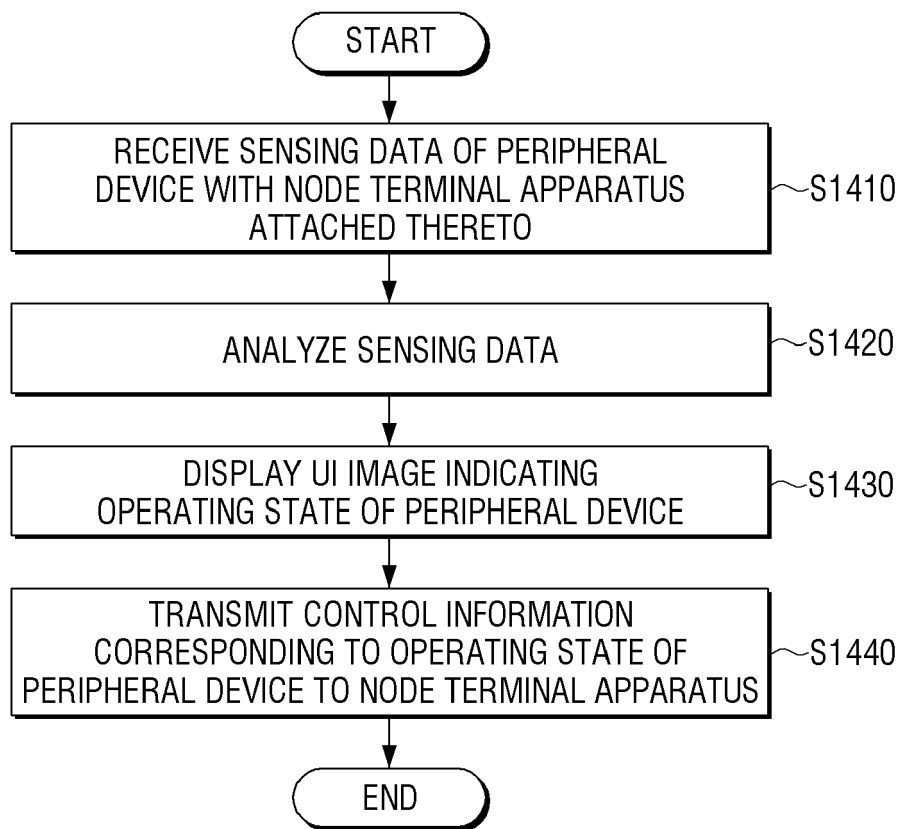 START
RECEIVE SENSING DATA OF PERIPHERAL
DEVICE WITH NODE TERMINAL APPARATUS
ATTACHED THERETO
S1410
ANALYZE SENSING DATA
S1420
DISPLAY UI IMAGE INDICATING
OPERATING STATE OF PERIPHERAL DEVICE
S1430
TRANSMIT CONTROL INFORMATION
CORRESPONDING TO OPERATING STATE OF
PERIPHERAL DEVICE TO NODE TERMINAL APPARATUS
S1440
END